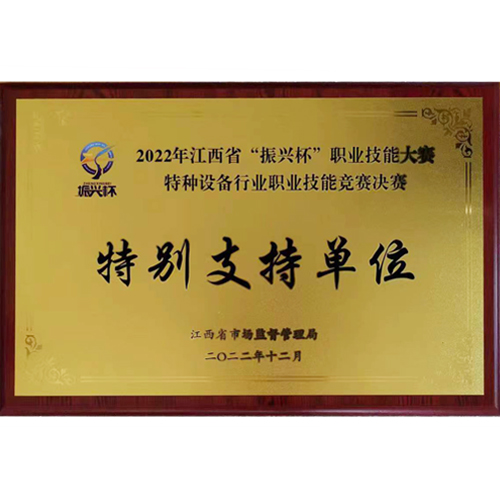 2022年江西省“振兴杯”职业技能大赛
振兴杯
特种设备行业职业技能竞赛决赛
特别支持单位
江西省市场监督管理局
二〇二二年十二月